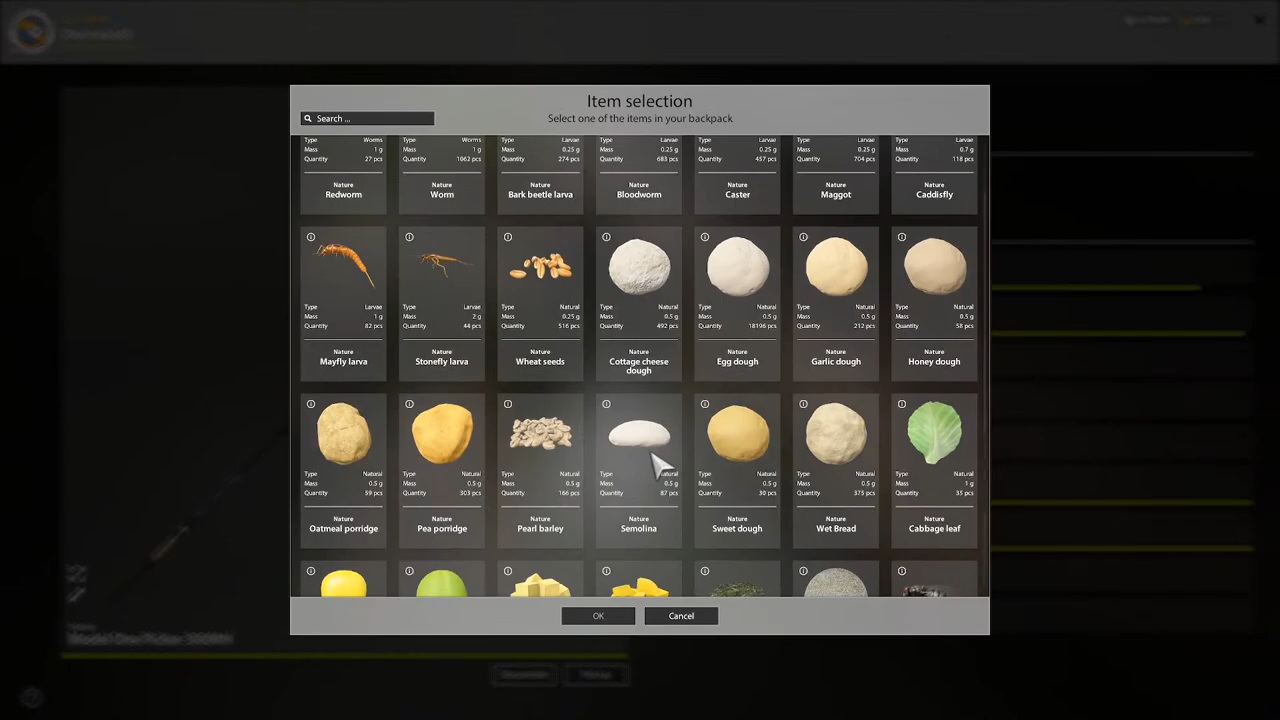 Item selection
Search ...
Select one of the items in your backpack
Type Worms Type Worms Type Larvae Type Larvae Type Larvae Type Larvae Type Larvae
Mass 1 g Mass 1 g Mass 0.25 g Mass 0.25 g Mass 0.25 g Mass 0.25 g Mass 0.7 g
Quantity 27 pcs Quantity 1062 pcs Quantity 274 pcs Quantity 683 pcs Quantity 457 pcs Quantity 704 pcs Quantity 118 pcs
Nature Nature Nature Nature Nature Nature Nature
Redworm Worm Bark beetle larva Bloodworm Caster Maggot Caddisfly
Type Larvae Type Larvae Type Natural Type Natural Type Natural Type Natural Type Natural
Mass 1 g Mass 2 g Mass 0.25 g Mass 0.5 g Mass 0.5 g Mass 0.5 g Mass 0.5 g
Quantity 82 pcs Quantity 44 pcs Quantity 516 pcs Quantity 492 pcs Quantity 18196 pcs Quantity 212 pcs Quantity 58 pcs
Nature Nature Nature Nature Nature Nature Nature
Mayfly larva Stonefly larva Wheat seeds Cottage cheese dough Egg dough Garlic dough Honey dough
Type Natural Type Natural Type Natural Type Natural Type Natural Type Natural Type Natural
Mass 0.5 g Mass 0.5 g Mass 0.5 g Mass 0.5 g Mass 0.5 g Mass 0.5 g Mass 1 g
Quantity 59 pcs Quantity 303 pcs Quantity 166 pcs Quantity 87 pcs Quantity 30 pcs Quantity 375 pcs Quantity 35 pcs
Nature Nature Nature Nature Nature Nature Nature
Oatmeal porridge Pea porridge Pearl barley Semolina Sweet dough Wet Bread Cabbage leaf
OK Cancel